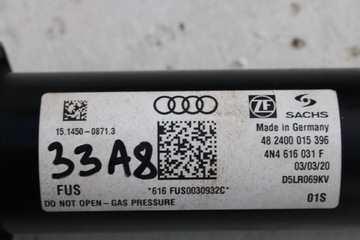 ZF
SACHS
15.1450-0871.3
Made in Germany
48 2400 015 396
33A8
4N4 616 031 F
03/03/20
FUS
*616 FUS0030932C*
D5LR069KV
DO NOT OPEN - GAS PRESSURE
01S